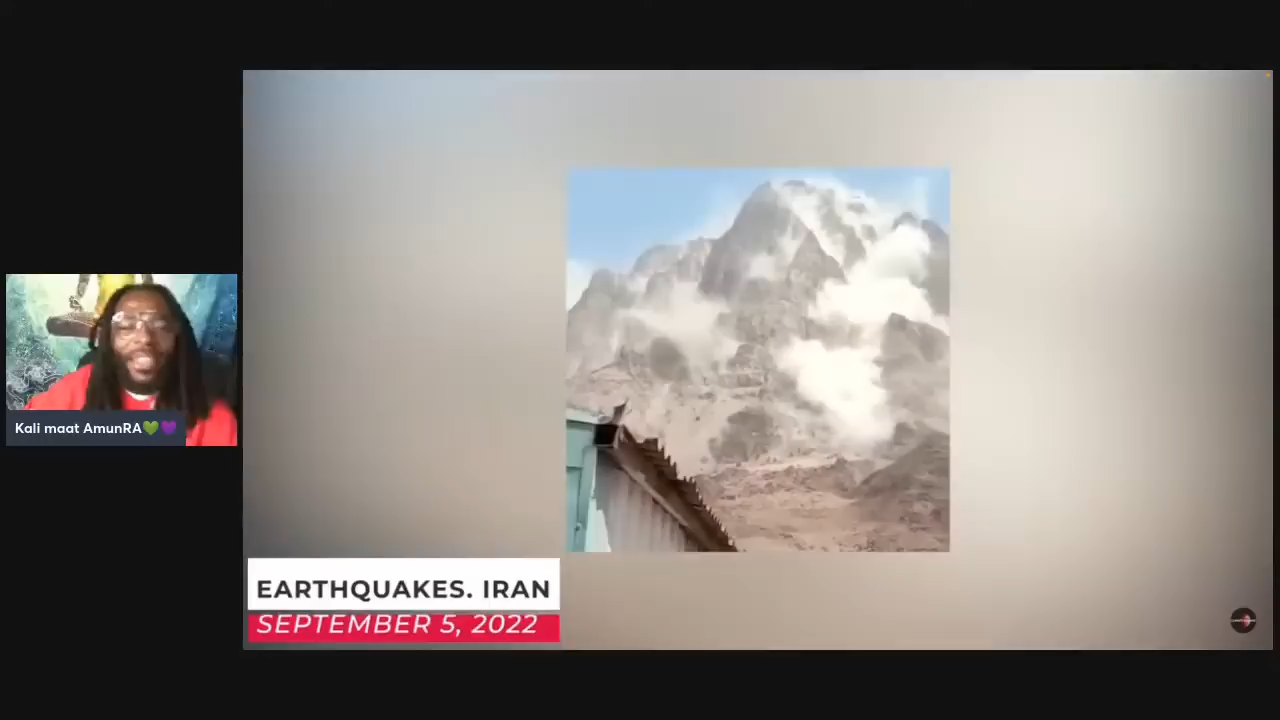 Kali maat AmunRA💚💜
EARTHQUAKES. IRAN
SEPTEMBER 5, 2022